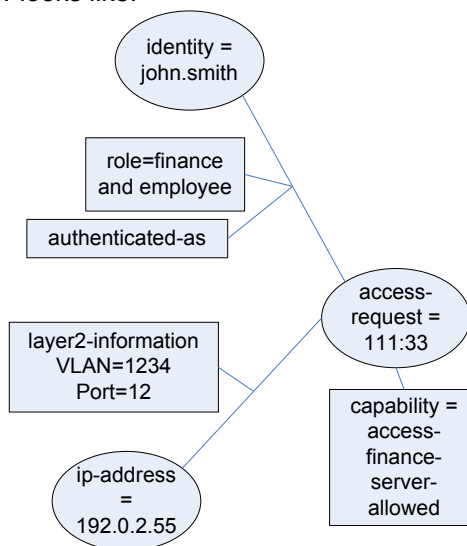 looks like:
identity =
john.smith
role=finance
and employee
authenticated-as
access-
request =
111:33
layer2-information
VLAN=1234
Port=12
capability =
access-
finance-
server-
allowed
ip-address
=
192.0.2.55